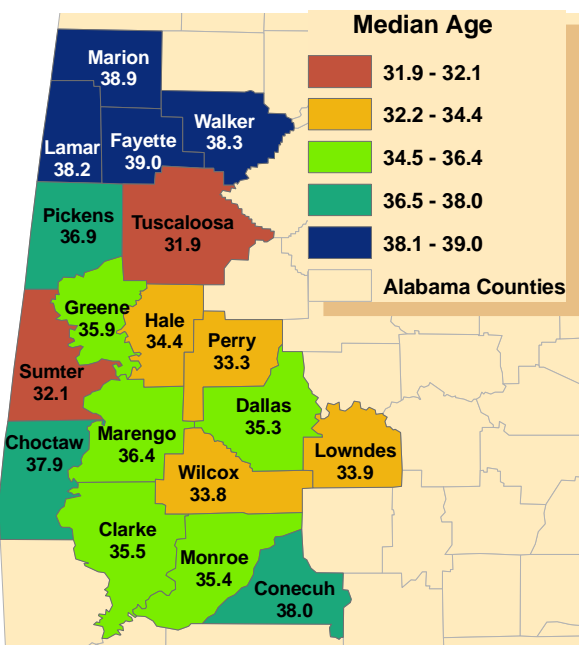 Median Age
31.9 - 32.1
32.2 - 34.4
34.5 - 36.4
36.5 - 38.0
38.1 - 39.0
Alabama Counties
Marion
38.9
Walker
38.3
Lamar
38.2
Fayette
39.0
Pickens
36.9
Tuscaloosa
31.9
Greene
35.9
Hale
34.4
Perry
33.3
Sumter
32.1
Dallas
35.3
Choctaw
37.9
Marengo
36.4
Lowndes
33.9
Wilcox
33.8
Clarke
35.5
Monroe
35.4
Conecuh
38.0